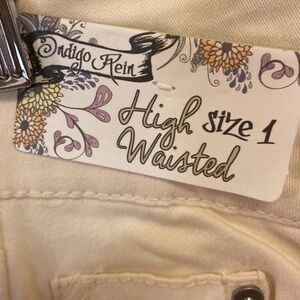 Indigo Rein
High
Waisted
Size 1